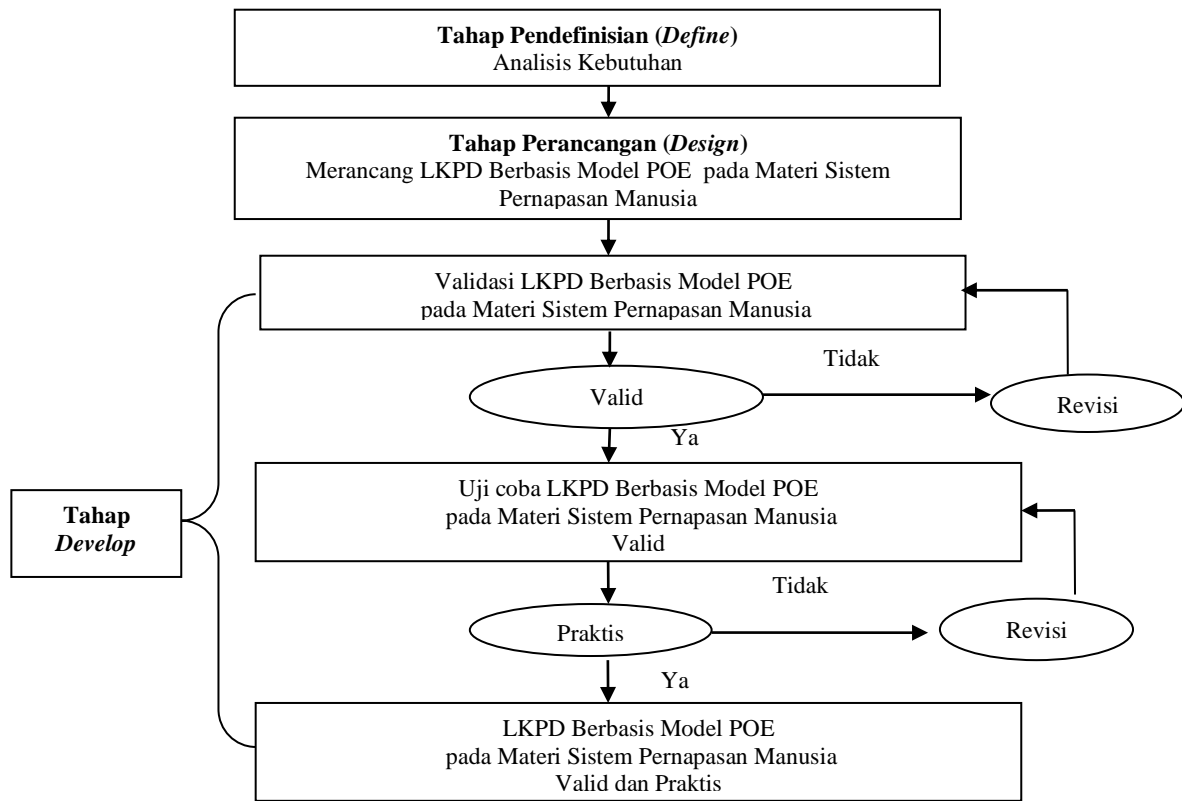 Tahap Pendefinisian (Define)
Analisis Kebutuhan
Tahap Perancangan (Design)
Merancang LKPD Berbasis Model POE pada Materi Sistem
Pernapasan Manusia
Validasi LKPD Berbasis Model POE
pada Materi Sistem Pernapasan Manusia
Tidak
Valid
Revisi
Ya
Uji coba LKPD Berbasis Model POE
pada Materi Sistem Pernapasan Manusia
Valid
Tahap
Develop
Tidak
Praktis
Revisi
Ya
LKPD Berbasis Model POE
pada Materi Sistem Pernapasan Manusia
Valid dan Praktis